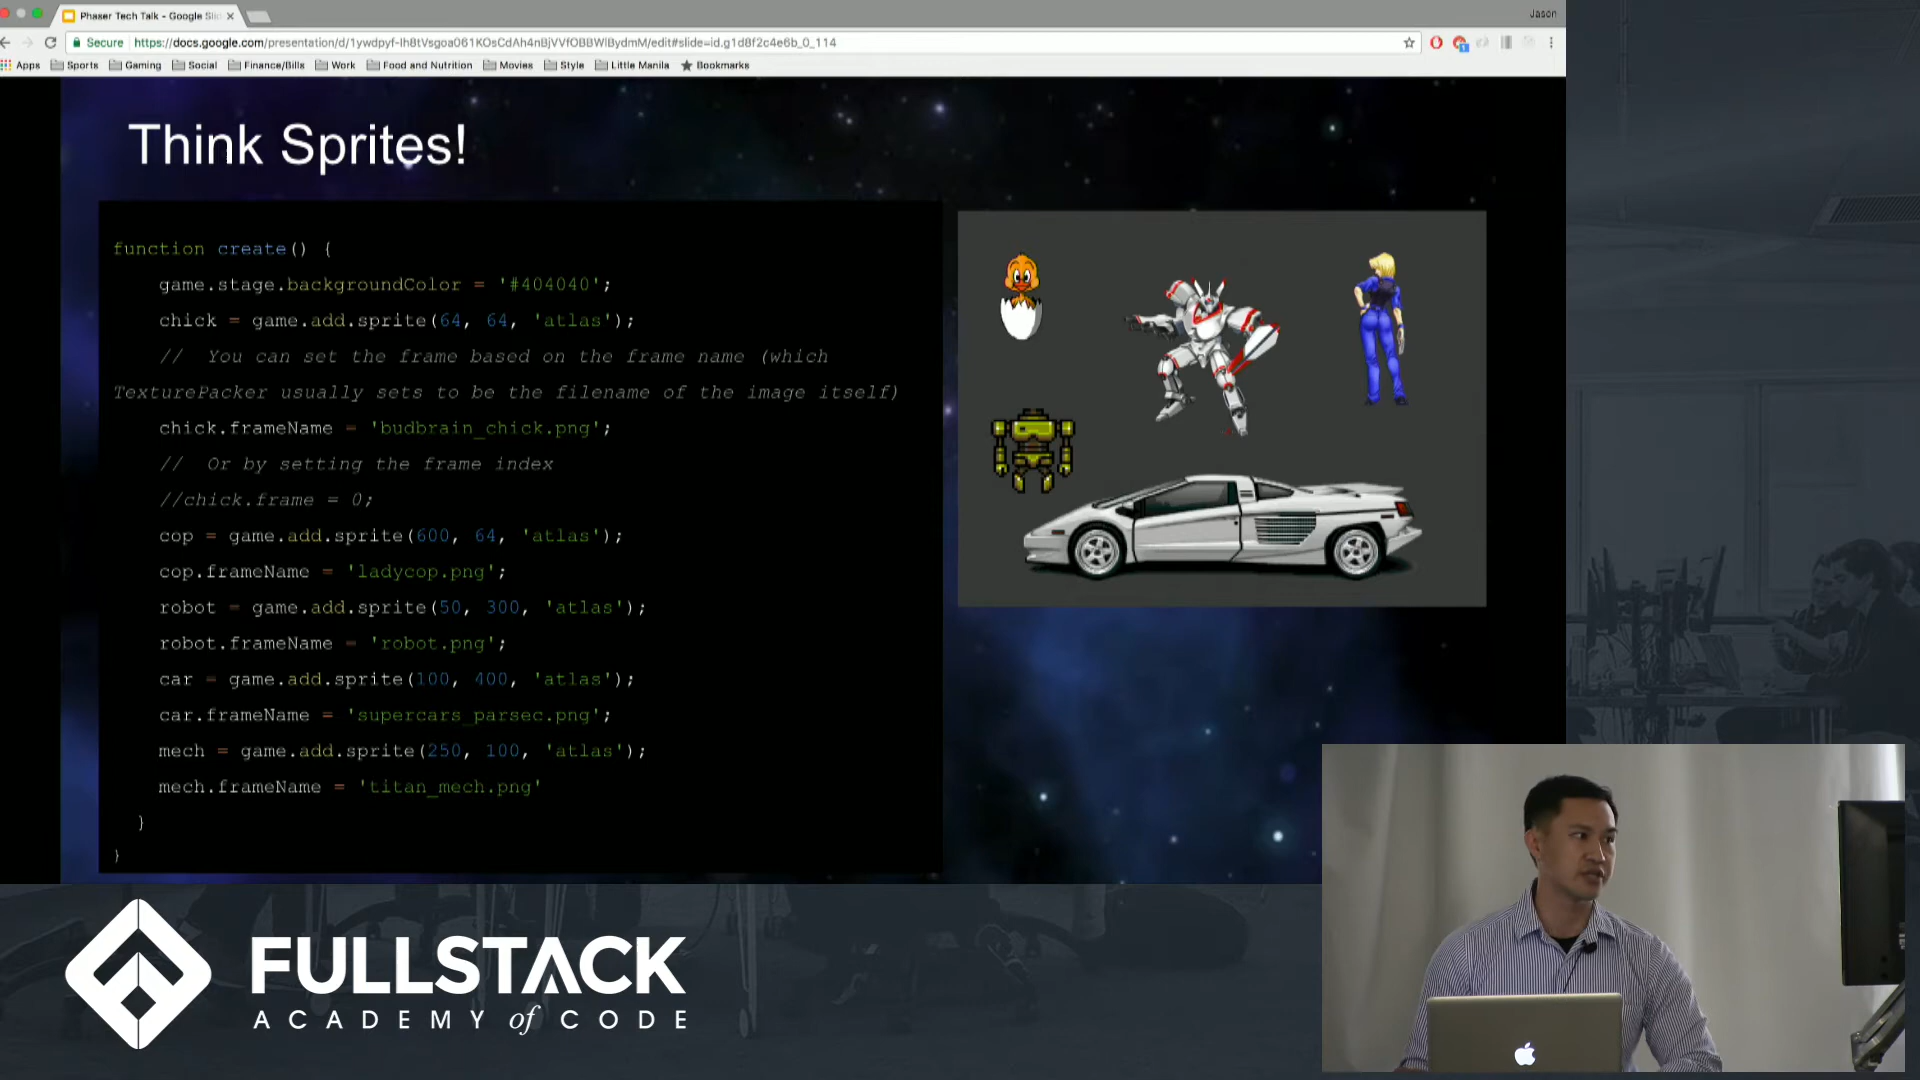 Phaser Tech Talk - Google Slid
Jason
Secure
https://docs.google.com/presentation/d/1ywdpyf-Ih8tVsgoa061KOsCdAh4nBjVVfOBBWlBydmM/edit#slide=id.g1d8f2c4e6b_0_114
Apps Sports Gaming Social Finance/Bills Work Food and Nutrition Movies Style Little Manila Bookmarks
Think Sprites!
function create() {
game.stage.backgroundColor = '#404040';
chick = game.add.sprite(64, 64, 'atlas');
// You can set the frame based on the frame name (which
TexturePacker usually sets to be the filename of the image itself)
chick.frameName = 'budbrain_chick.png';
// Or by setting the frame index
//chick.frame = 0;
cop = game.add.sprite(600, 64, 'atlas');
cop.frameName = 'ladycop.png';
robot = game.add.sprite(50, 300, 'atlas');
robot.frameName = 'robot.png';
car = game.add.sprite(100, 400, 'atlas');
car.frameName = 'supercars_parsec.png';
mech = game.add.sprite(250, 100, 'atlas');
mech.frameName = 'titan_mech.png'
}
}
FULLSTACK
ACADEMY of CODE